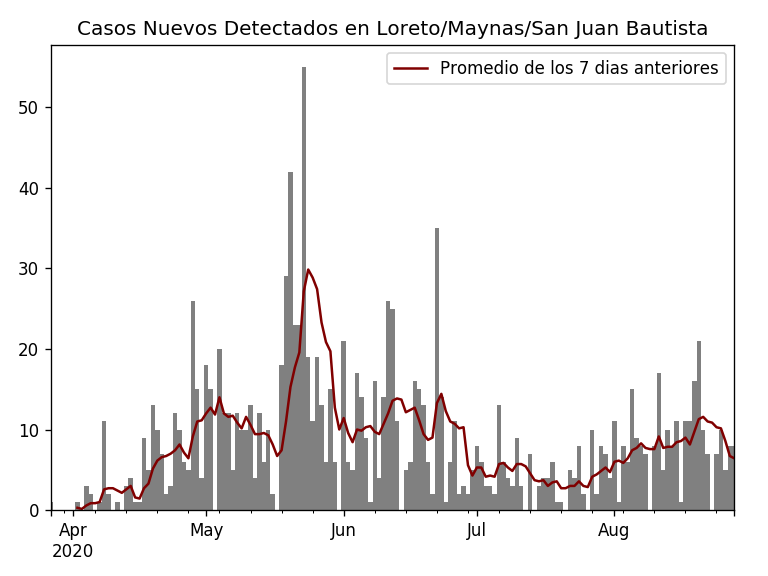 Casos Nuevos Detectados en Loreto/Maynas/San Juan Bautista
Promedio de los 7 dias anteriores
50
40
30
20
10
0
Apr May Jun Jul Aug
2020